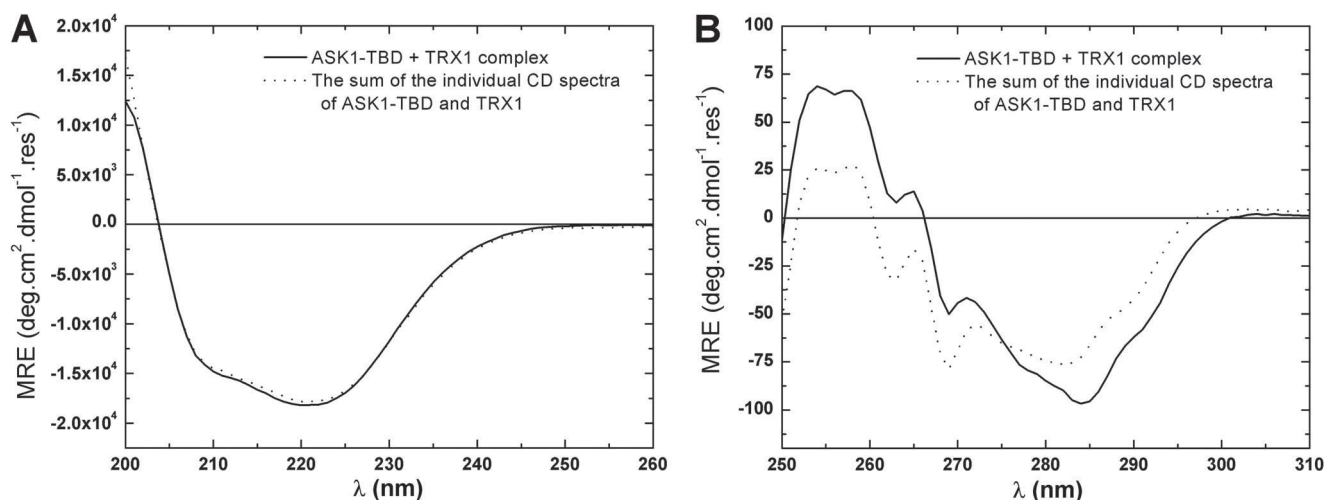 A
2.0x10⁴
1.5x10⁴
1.0x10⁴
5.0x10³
0.0
-5.0x10³
-1.0x10⁴
-1.5x10⁴
-2.0x10⁴
MRE (deg.cm².dmol⁻¹.res⁻¹)
ASK1-TBD + TRX1 complex
The sum of the individual CD spectra
of ASK1-TBD and TRX1
200 210 220 230 240 250 260
λ (nm)
B
100
75
50
25
0
-25
-50
-75
-100
MRE (deg.cm².dmol⁻¹.res⁻¹)
ASK1-TBD + TRX1 complex
The sum of the individual CD spectra
of ASK1-TBD and TRX1
250 260 270 280 290 300 310
λ (nm)